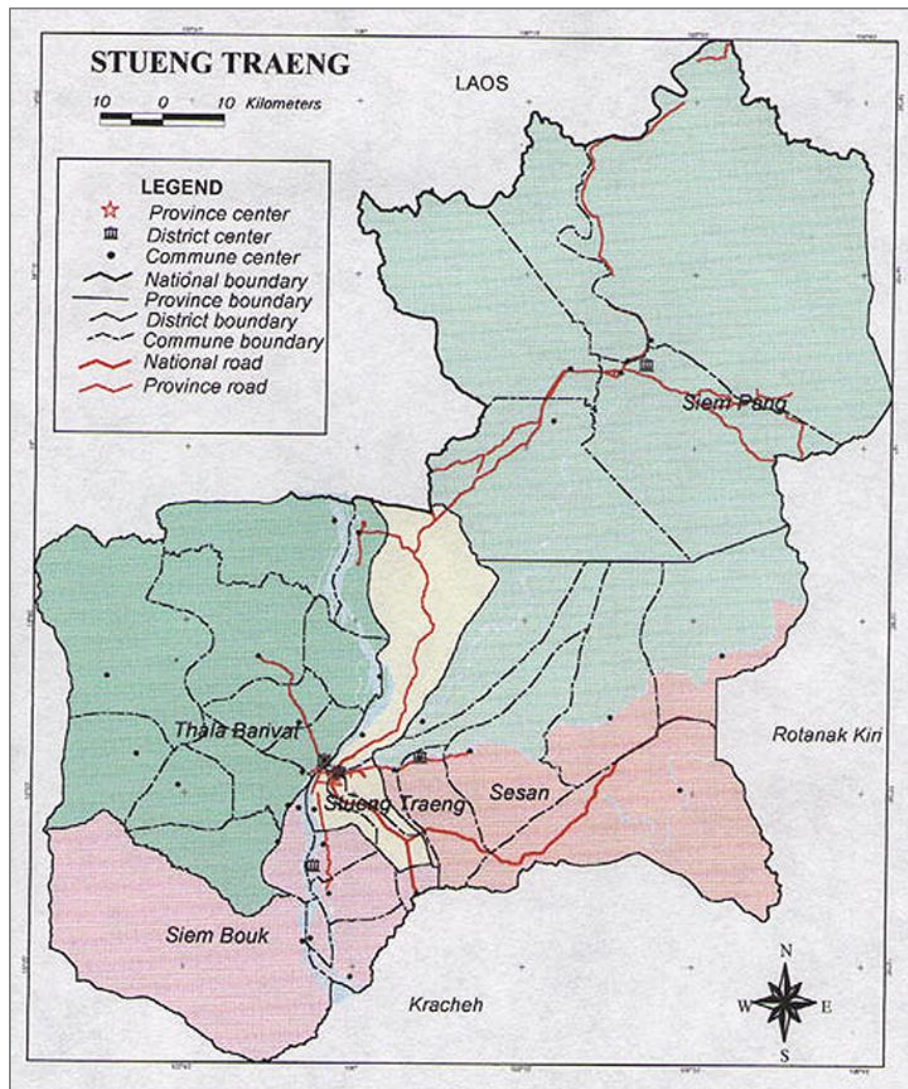 STUENG TRAENG
10 0 10 Kilometers
LAOS
LEGEND
Province center
District center
Commune center
National boundary
Province boundary
District boundary
Commune boundary
National road
Province road
Siem Pang
Thala Barivat
Rotanak Kiri
Stueng Traeng
Sesan
Siem Bouk
Kracheh
N
W E
S